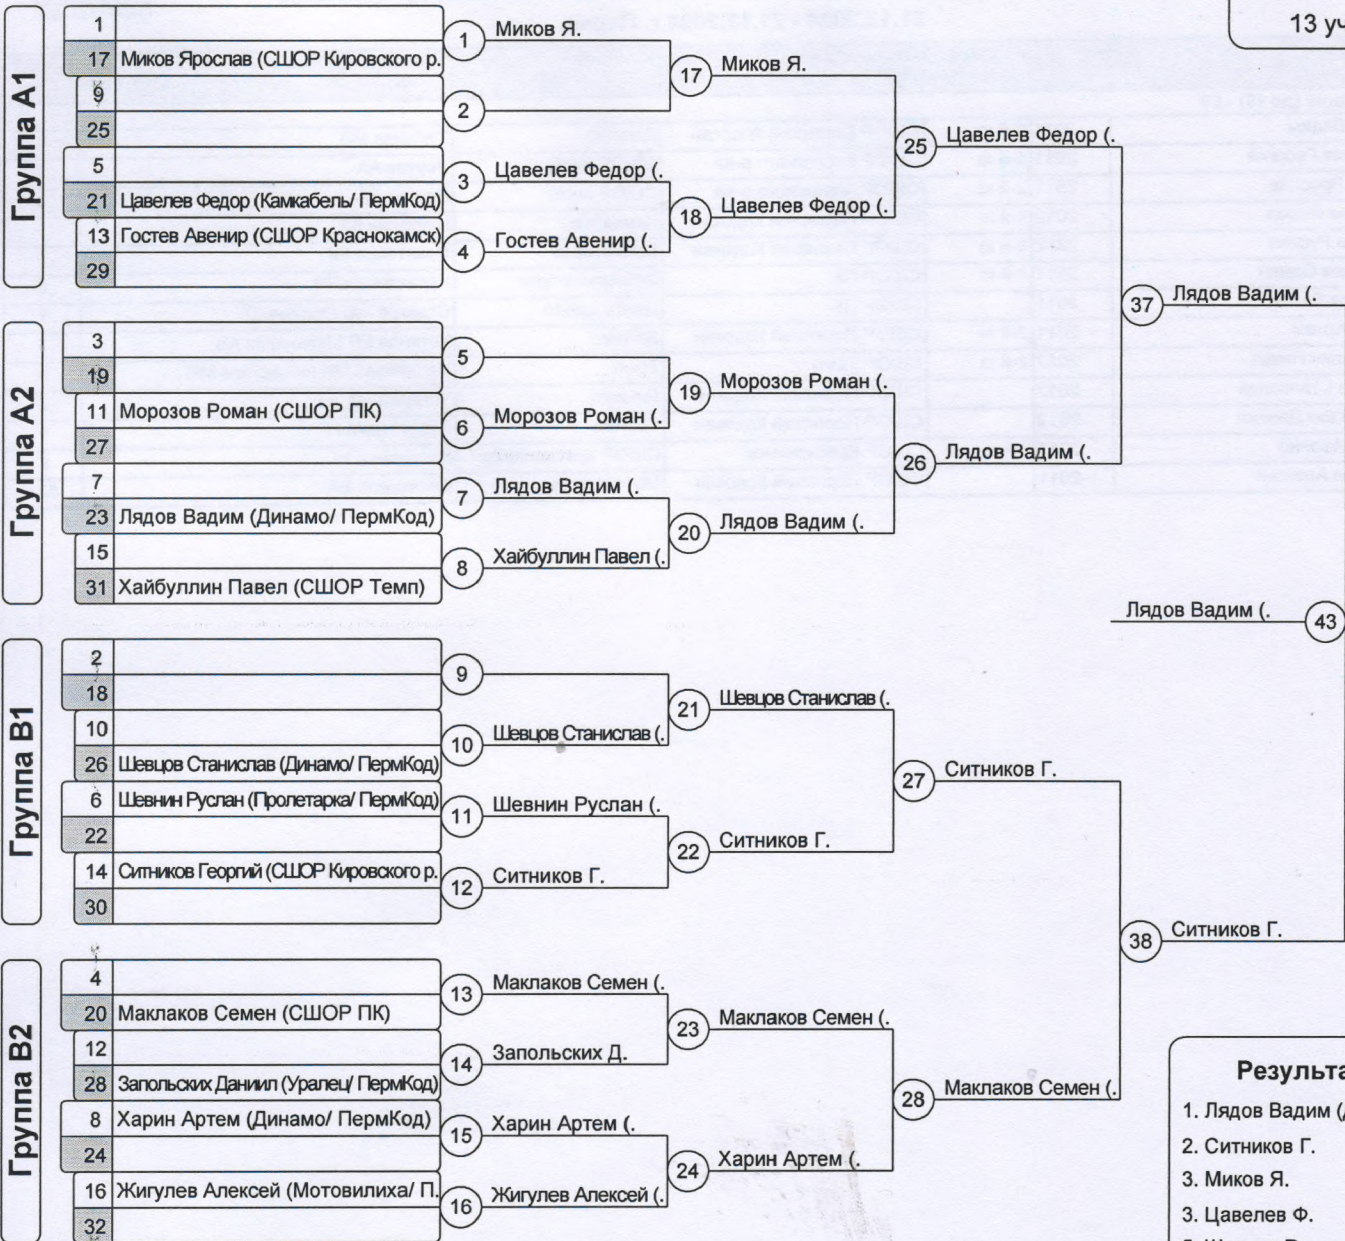 13 уч
Группа A1
1
17 Миков Ярослав (СШОР Кировского р.
9
25
5
21 Цавелев Федор (Камкабель/ ПермКод)
13 Гостев Авенир (СШОР Краснокамск)
29
1 Миков Я.
2
3 Цавелев Федор (.
4 Гостев Авенир (.
17 Миков Я.
18 Цавелев Федор (.
25 Цавелев Федор (.
Группа A2
3
19
11 Морозов Роман (СШОР ПК)
27
7
23 Лядов Вадим (Динамо/ ПермКод)
15
31 Хайбуллин Павел (СШОР Темп)
5
6 Морозов Роман (.
7 Лядов Вадим (.
8 Хайбуллин Павел (.
19 Морозов Роман (.
20 Лядов Вадим (.
26 Лядов Вадим (.
37 Лядов Вадим (.
Лядов Вадим (. 43
Группа B1
2
18
10
26 Шевцов Станислав (Динамо/ ПермКод)
6 Шевнин Руслан (Пролетарка/ ПермКод)
22
14 Ситников Георгий (СШОР Кировского р.
30
9
10 Шевцов Станислав (.
11 Шевнин Руслан (.
12 Ситников Г.
21 Шевцов Станислав (.
22 Ситников Г.
27 Ситников Г.
38 Ситников Г.
Группа B2
4
20 Маклаков Семен (СШОР ПК)
12
28 Запольских Даниил (Уралец/ ПермКод)
8 Харин Артем (Динамо/ ПермКод)
24
16 Жигулев Алексей (Мотовилиха/ П.
32
13 Маклаков Семен (.
14 Запольских Д.
15 Харин Артем (.
16 Жигулев Алексей (.
23 Маклаков Семен (.
24 Харин Артем (.
28 Маклаков Семен (.
Результа
1. Лядов Вадим (
2. Ситников Г.
3. Миков Я.
3. Цавелев Ф.